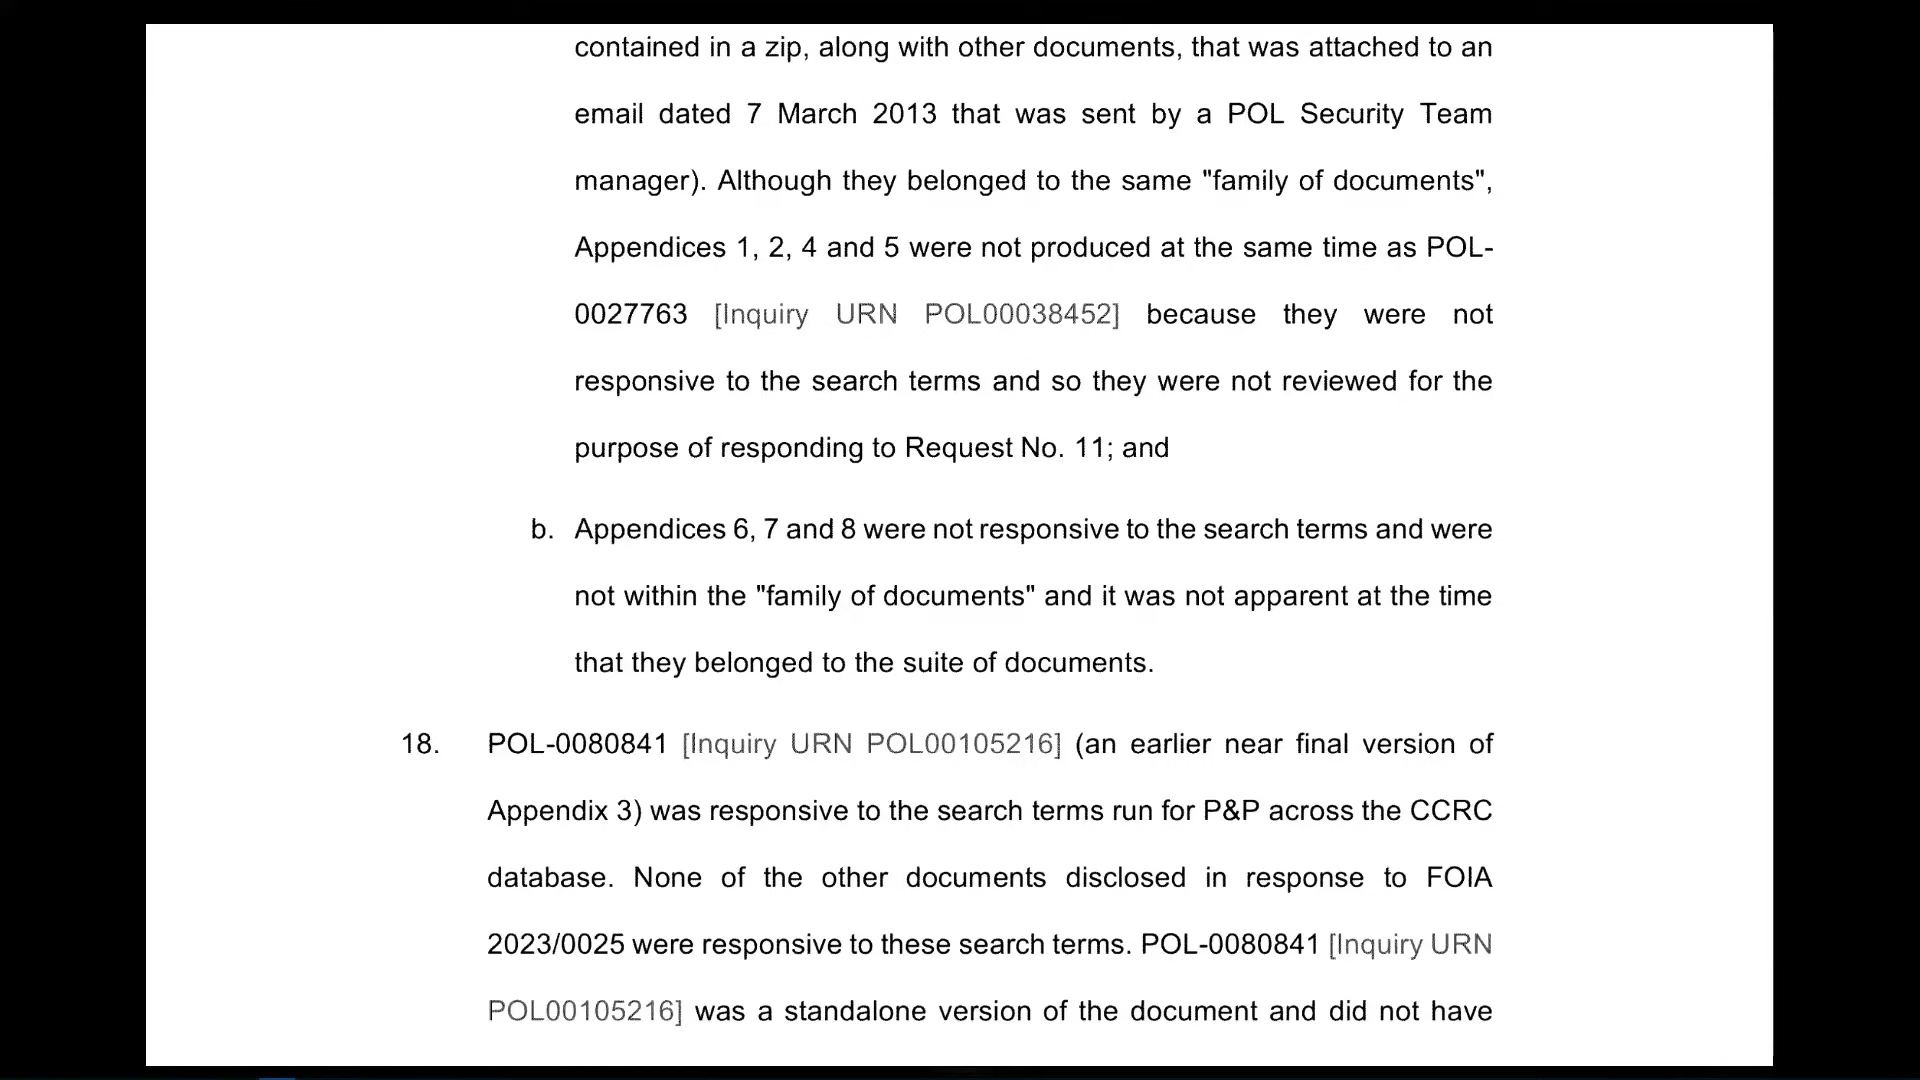 contained in a zip, along with other documents, that was attached to an
email dated 7 March 2013 that was sent by a POL Security Team
manager). Although they belonged to the same "family of documents",
Appendices 1, 2, 4 and 5 were not produced at the same time as POL-
0027763 [Inquiry URN POL00038452] because they were not
responsive to the search terms and so they were not reviewed for the
purpose of responding to Request No. 11; and
b. Appendices 6, 7 and 8 were not responsive to the search terms and were
not within the "family of documents" and it was not apparent at the time
that they belonged to the suite of documents.
18. POL-0080841 [Inquiry URN POL00105216] (an earlier near final version of
Appendix 3) was responsive to the search terms run for P&P across the CCRC
database. None of the other documents disclosed in response to FOIA
2023/0025 were responsive to these search terms. POL-0080841 [Inquiry URN
POL00105216] was a standalone version of the document and did not have